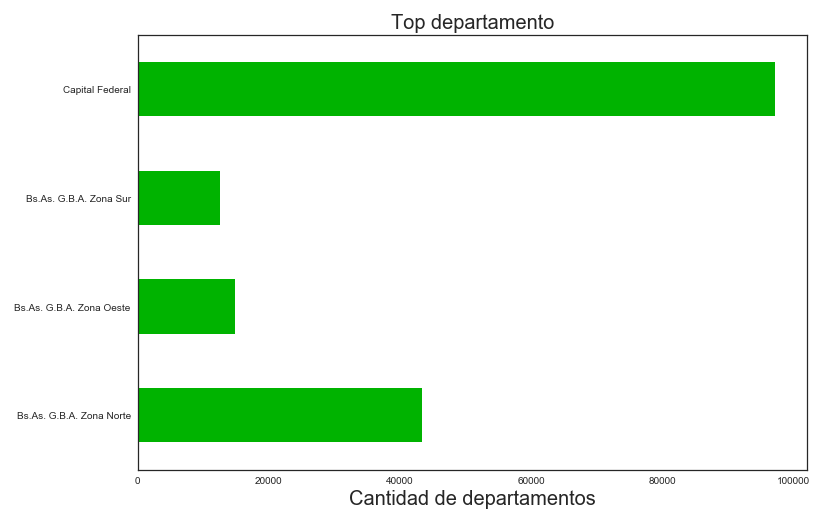 Top departamento
Capital Federal
Bs.As. G.B.A. Zona Sur
Bs.As. G.B.A. Zona Oeste
Bs.As. G.B.A. Zona Norte
0 20000 40000 60000 80000 100000
Cantidad de departamentos